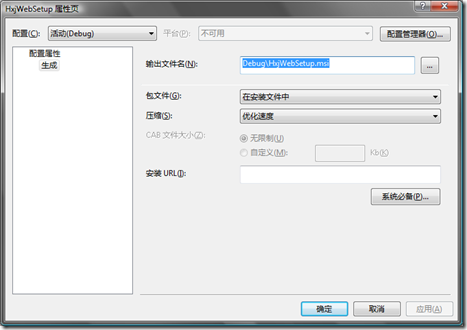 HxjWebSetup 属性页
配置(C): 活动(Debug) 平台(P): 不可用 配置管理器(O)...
配置属性
生成
输出文件名(N): Debug\HxjWebSetup.msi ...
包文件(G): 在安装文件中
压缩(S): 优化速度
CAB 文件大小(Z): 无限制(U)
自定义(M): Kb(K)
安装 URL(I):
系统必备(P)...
确定 取消 应用(A)